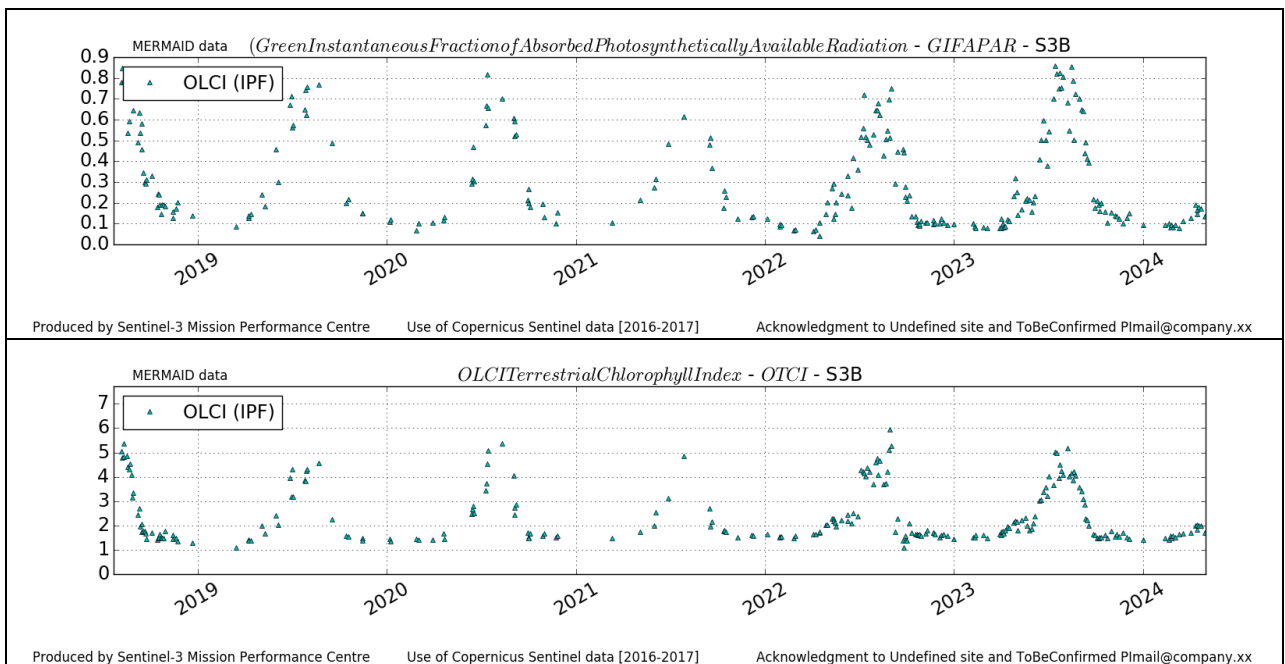 MERMAID data (GreenInstantaneousFractionofAbsorbedPhotosyntheticallyAvailableRadiation - GIFAPAR - S3B
0.9
OLCI (IPF)
0.8
0.7
0.6
0.5
0.4
0.3
0.2
0.1
0.0
2019 2020 2021 2022 2023 2024
Produced by Sentinel-3 Mission Performance Centre Use of Copernicus Sentinel data [2016-2017] Acknowledgment to Undefined site and ToBeConfirmed PImail@company.xx
MERMAID data OLCITerrestrialChlorophyllIndex - OTCI - S3B
7
OLCI (IPF)
6
5
4
3
2
1
0
2019 2020 2021 2022 2023 2024
Produced by Sentinel-3 Mission Performance Centre Use of Copernicus Sentinel data [2016-2017] Acknowledgment to Undefined site and ToBeConfirmed PImail@company.xx